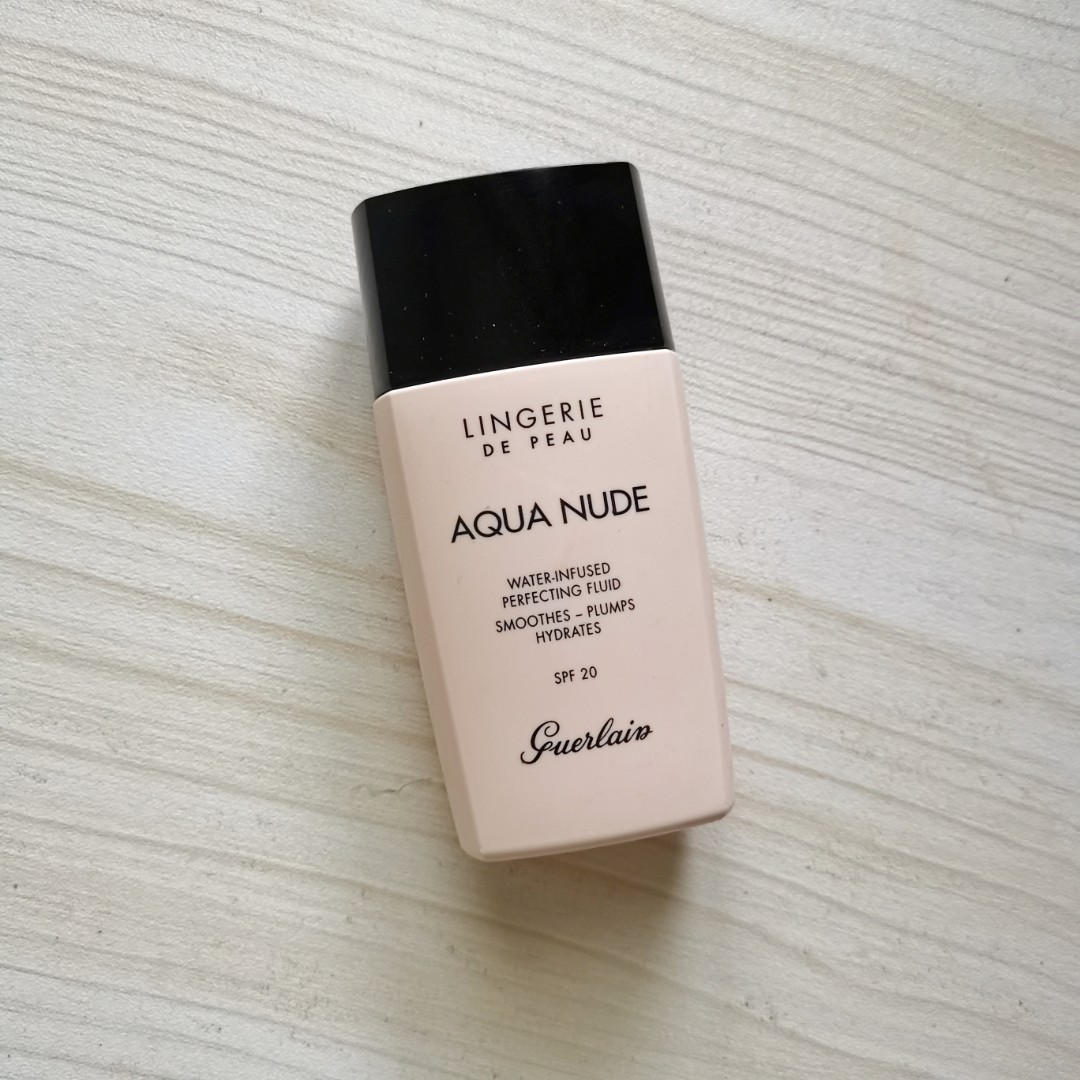 LINGERIE
DE PEAU
AQUA NUDE
WATER-INFUSED
PERFECTING FLUID
SMOOTHES – PLUMPS
HYDRATES
SPF 20
Guerlain